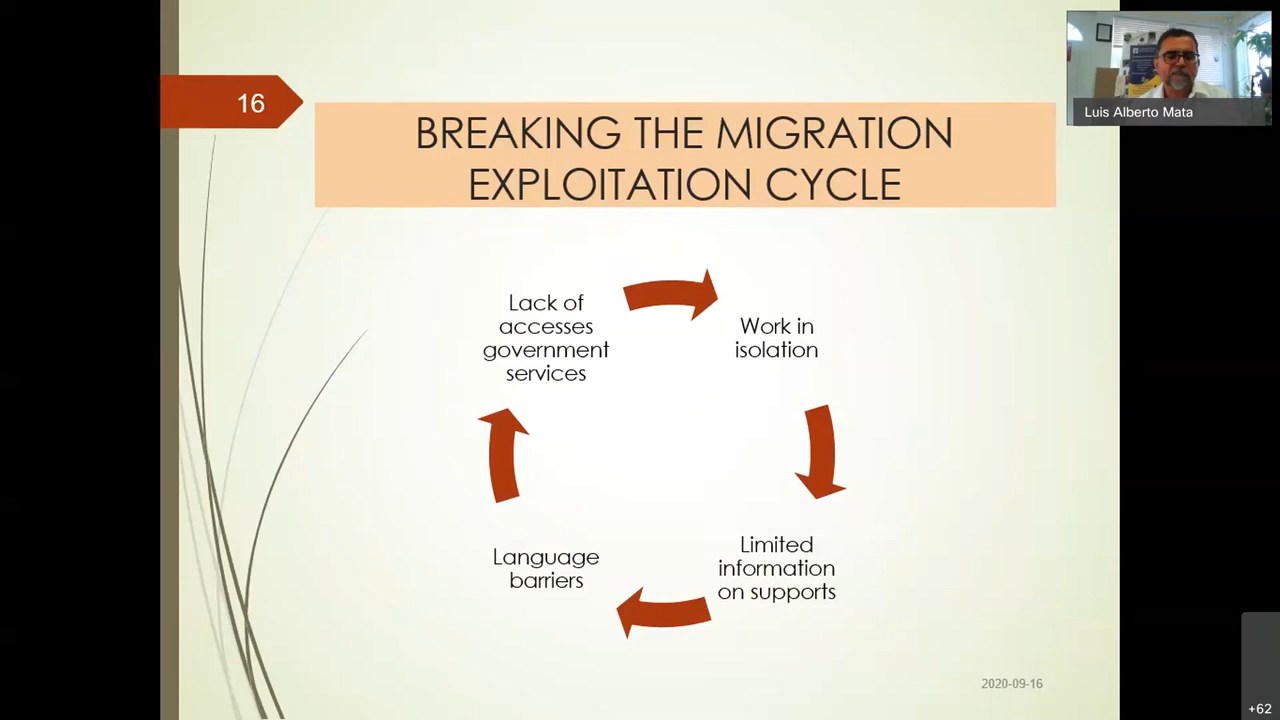 16
BREAKING THE MIGRATION
EXPLOITATION CYCLE
Luis Alberto Mata
Lack of
accesses
government
services
Work in
isolation
Limited
information
on supports
Language
barriers
2020-09-16
+62